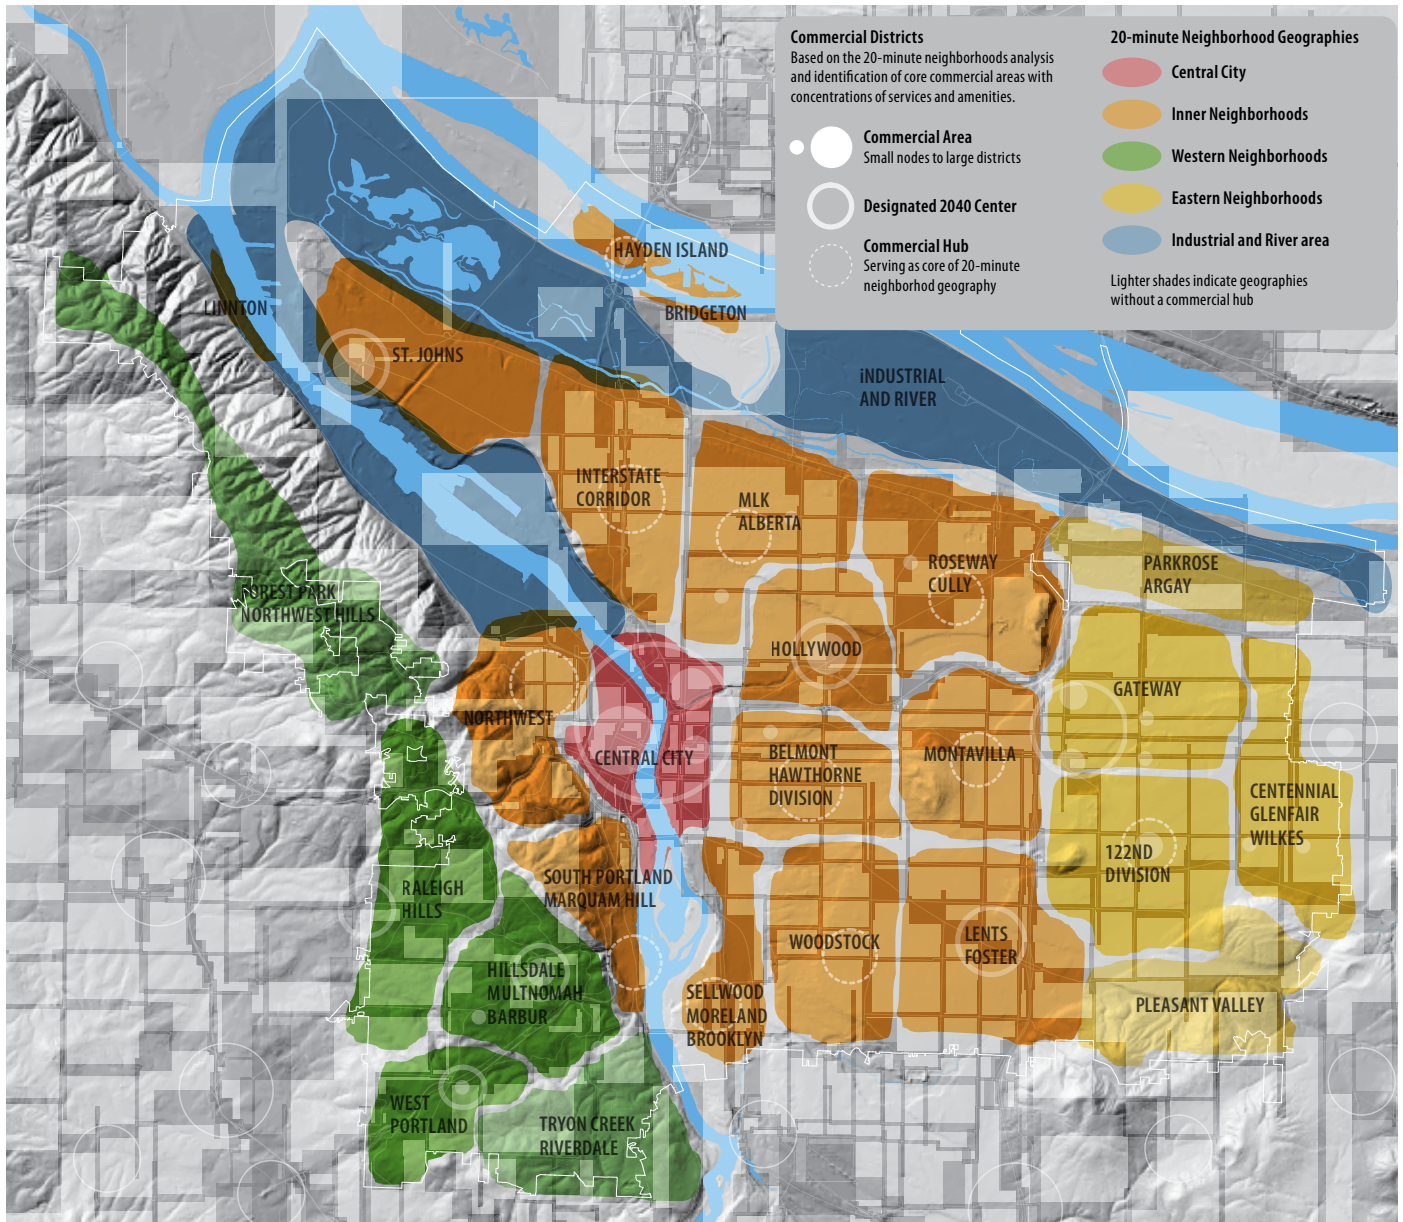 Commercial Districts
Based on the 20-minute neighborhoods analysis
and identification of core commercial areas with
concentrations of services and amenities.
Commercial Area
Small nodes to large districts
Designated 2040 Center
Commercial Hub
Serving as core of 20-minute
neighborhod geography
20-minute Neighborhood Geographies
Central City
Inner Neighborhoods
Western Neighborhoods
Eastern Neighborhoods
Industrial and River area
Lighter shades indicate geographies
without a commercial hub
HAYDEN ISLAND
LINNTON
BRIDGETON
ST. JOHNS
iNDUSTRIAL
AND RIVER
INTERSTATE
CORRIDOR
MLK
ALBERTA
ROSEWAY
CULLY
PARKROSE
ARGAY
FOREST PARK
NORTHWEST HILLS
HOLLYWOOD
GATEWAY
NORTHWEST
CENTRAL CITY
BELMONT
HAWTHORNE
DIVISION
MONTAVILLA
CENTENNIAL
GLENFAIR
WILKES
122ND
DIVISION
RALEIGH
HILLS
SOUTH PORTLAND
MARQUAM HILL
WOODSTOCK
LENTS
FOSTER
HILLSDALE
MULTNOMAH
BARBUR
SELLWOOD
MORELAND
BROOKLYN
PLEASANT VALLEY
WEST
PORTLAND
TRYON CREEK
RIVERDALE